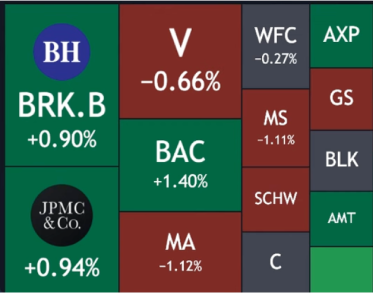 BH
BRK.B
+0.90%
JPMC
& Co.
+0.94%
V
−0.66%
BAC
+1.40%
MA
−1.12%
WFC
−0.27%
MS
−1.11%
SCHW
C
AXP
GS
BLK
AMT